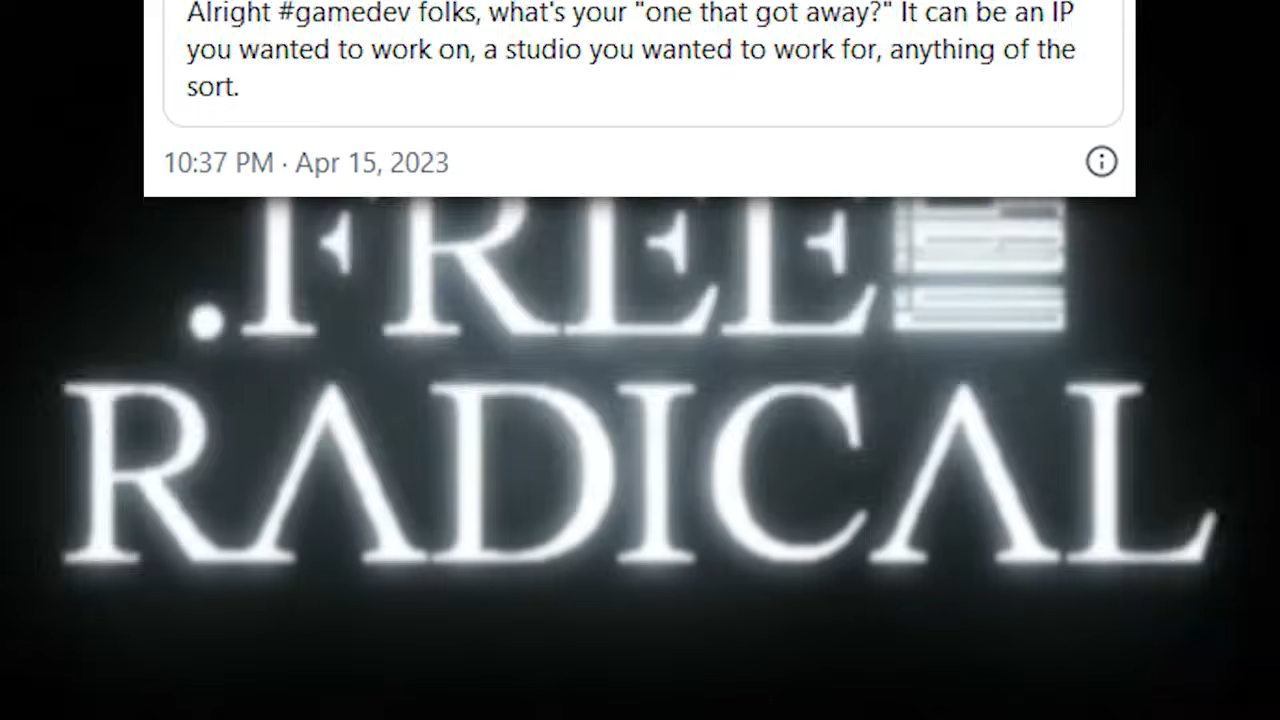 Alright #gamedev folks, what's your "one that got away?" It can be an IP
you wanted to work on, a studio you wanted to work for, anything of the
sort.
10:37 PM · Apr 15, 2023
.FREE
RΛDICΛL